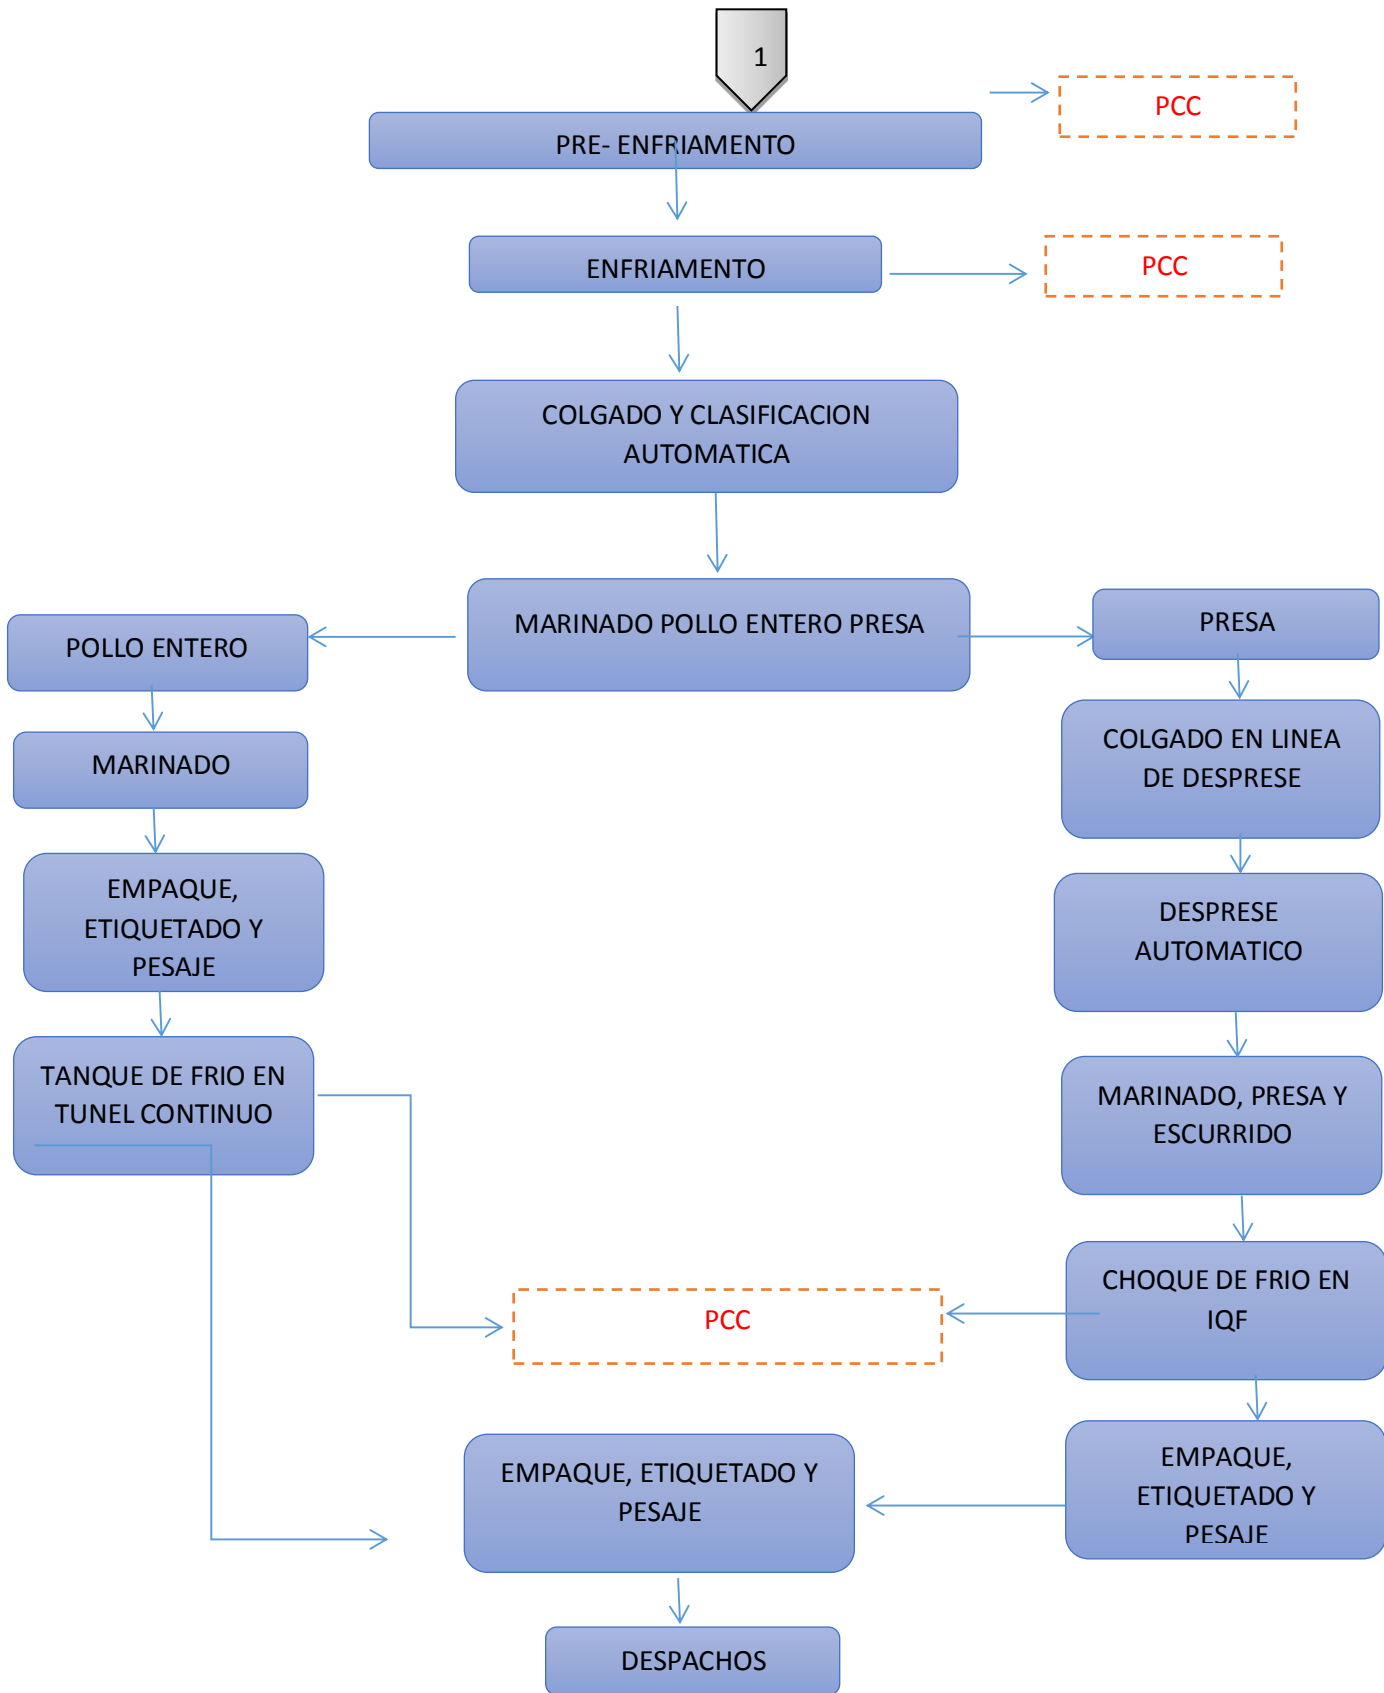 1
PCC
PRE- ENFRIAMENTO
ENFRIAMENTO
PCC
COLGADO Y CLASIFICACION
AUTOMATICA
MARINADO POLLO ENTERO PRESA
POLLO ENTERO
MARINADO
EMPAQUE,
ETIQUETADO Y
PESAJE
TANQUE DE FRIO EN
TUNEL CONTINUO
PRESA
COLGADO EN LINEA
DE DESPRESE
DESPRESE
AUTOMATICO
MARINADO, PRESA Y
ESCURRIDO
CHOQUE DE FRIO EN
IQF
PCC
EMPAQUE,
ETIQUETADO Y
PESAJE
EMPAQUE, ETIQUETADO Y
PESAJE
DESPACHOS